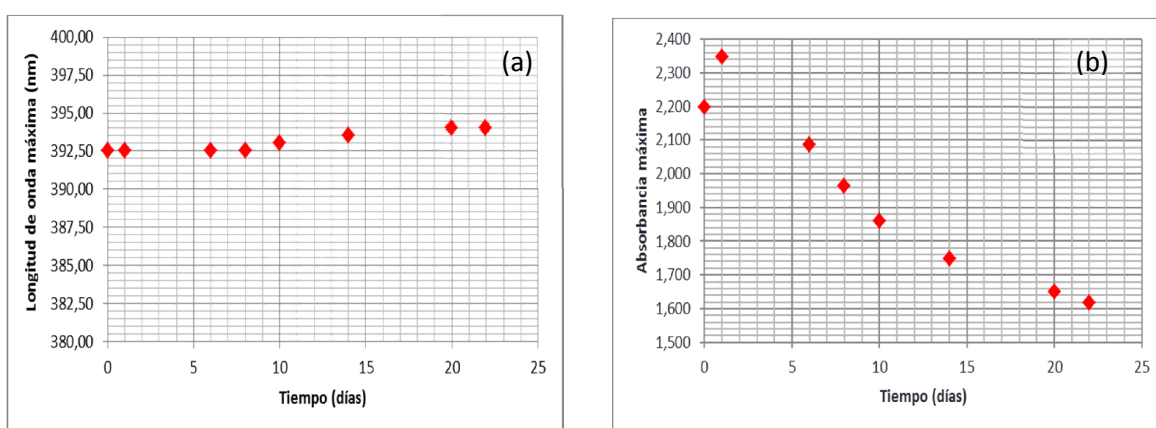 (a)
Longitud de onda máxima (nm)
400,00
397,50
395,00
392,50
390,00
387,50
385,00
382,50
380,00
0 5 10 15 20 25
Tiempo (días)
(b)
Absorbancia máxima
2,400
2,300
2,200
2,100
2,000
1,900
1,800
1,700
1,600
1,500
0 5 10 15 20 25
Tiempo (días)